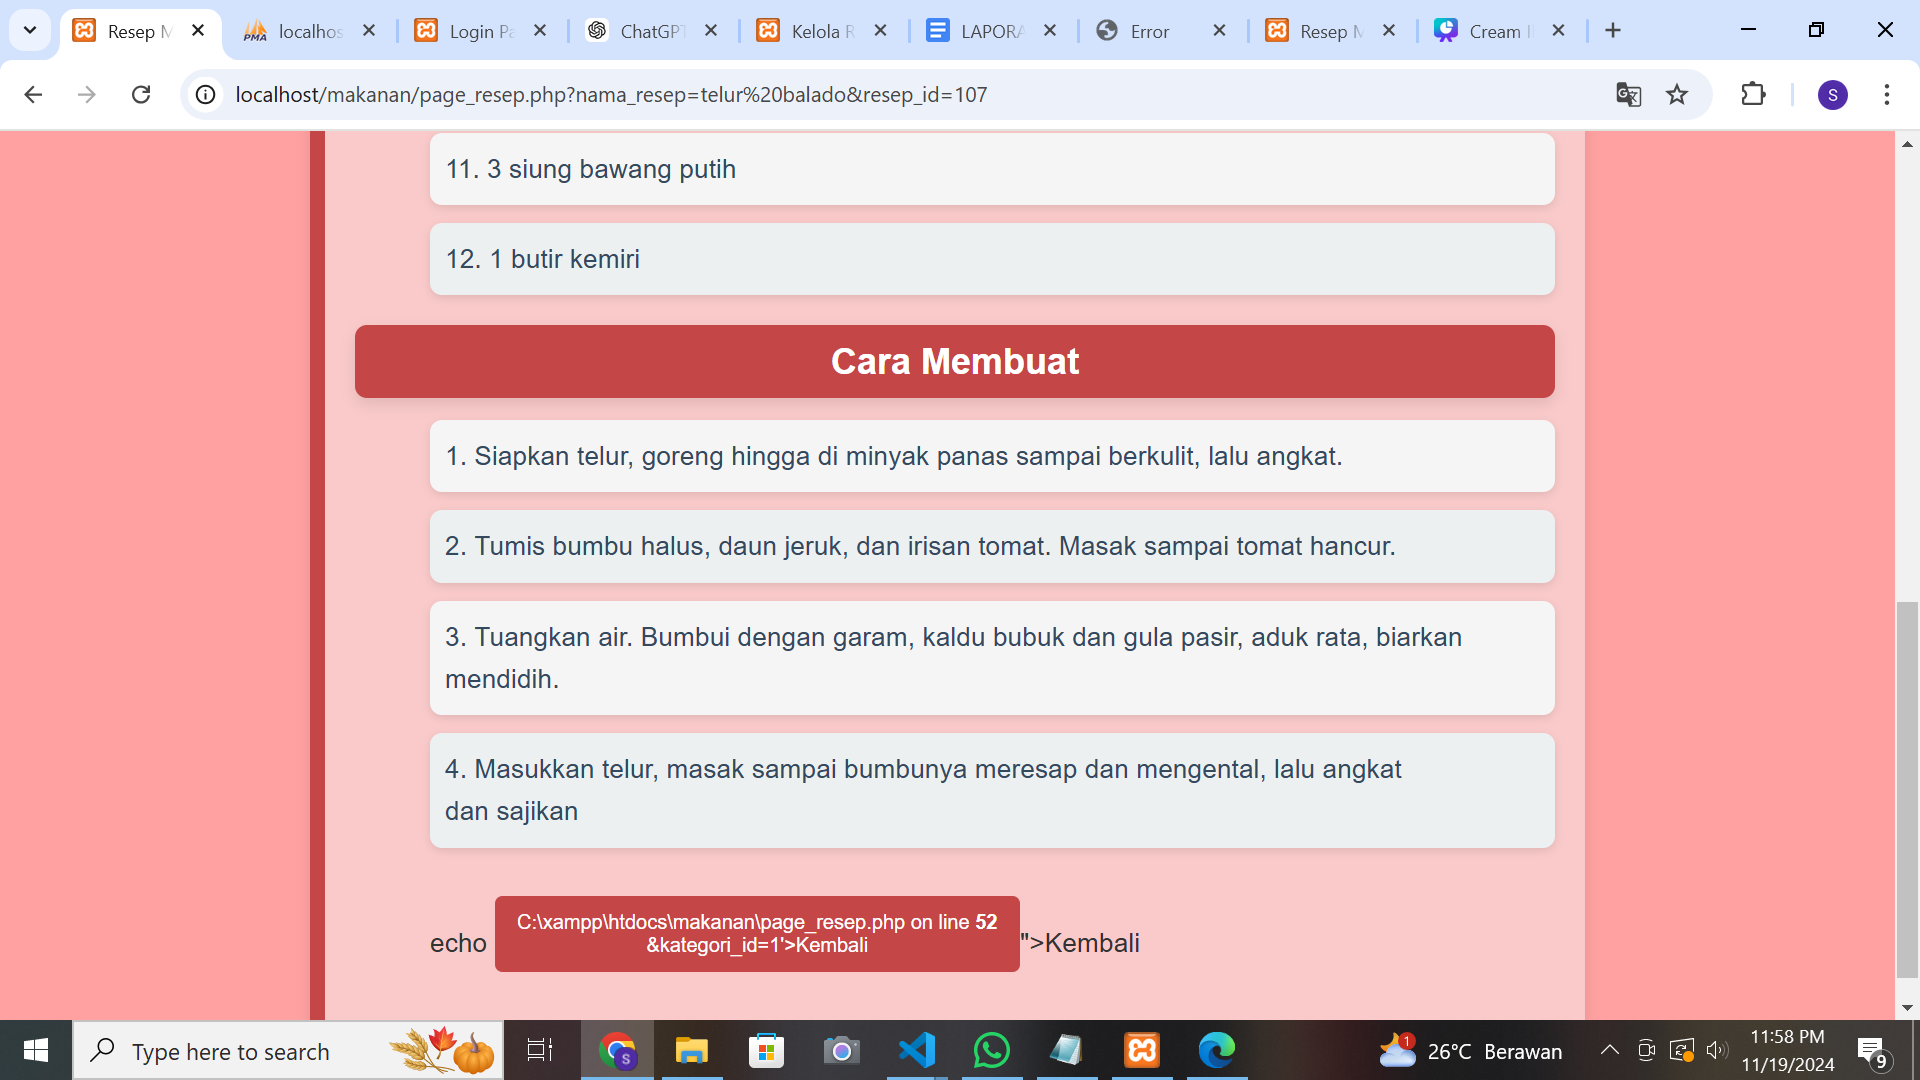 Resep M
localhos
Login Pa
ChatGPT
Kelola R
LAPORA
Error
Resep M
Cream I
localhost/makanan/page_resep.php?nama_resep=telur%20balado&resep_id=107
S
11. 3 siung bawang putih
12. 1 butir kemiri
Cara Membuat
1. Siapkan telur, goreng hingga di minyak panas sampai berkulit, lalu angkat.
2. Tumis bumbu halus, daun jeruk, dan irisan tomat. Masak sampai tomat hancur.
3. Tuangkan air. Bumbui dengan garam, kaldu bubuk dan gula pasir, aduk rata, biarkan
mendidih.
4. Masukkan telur, masak sampai bumbunya meresap dan mengental, lalu angkat
dan sajikan
C:\xampp\htdocs\makanan\page_resep.php on line 52
echo &kategori_id=1'>Kembali ">Kembali
Type here to search
S
1
26°C Berawan
11:58 PM
11/19/2024
9